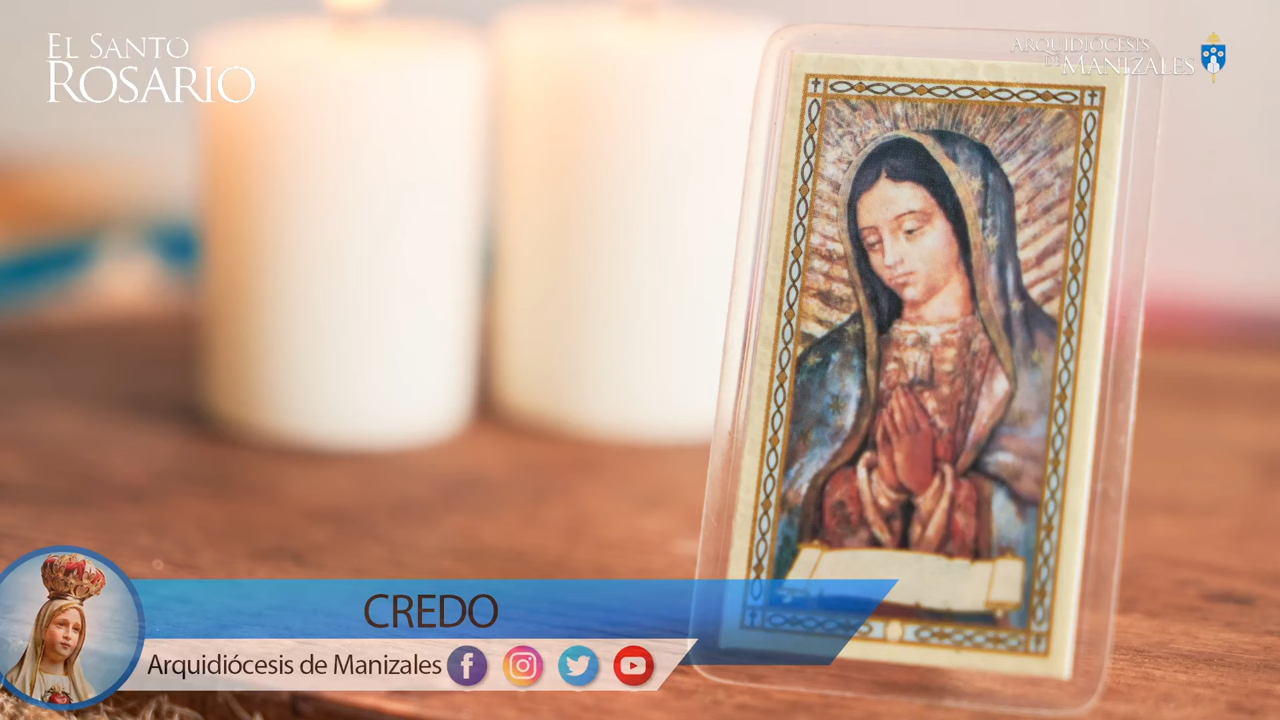 EL SANTO
ROSARIO
ARQUIDIÓCESIS
DE MANIZALES
CREDO
Arquidiócesis de Manizales